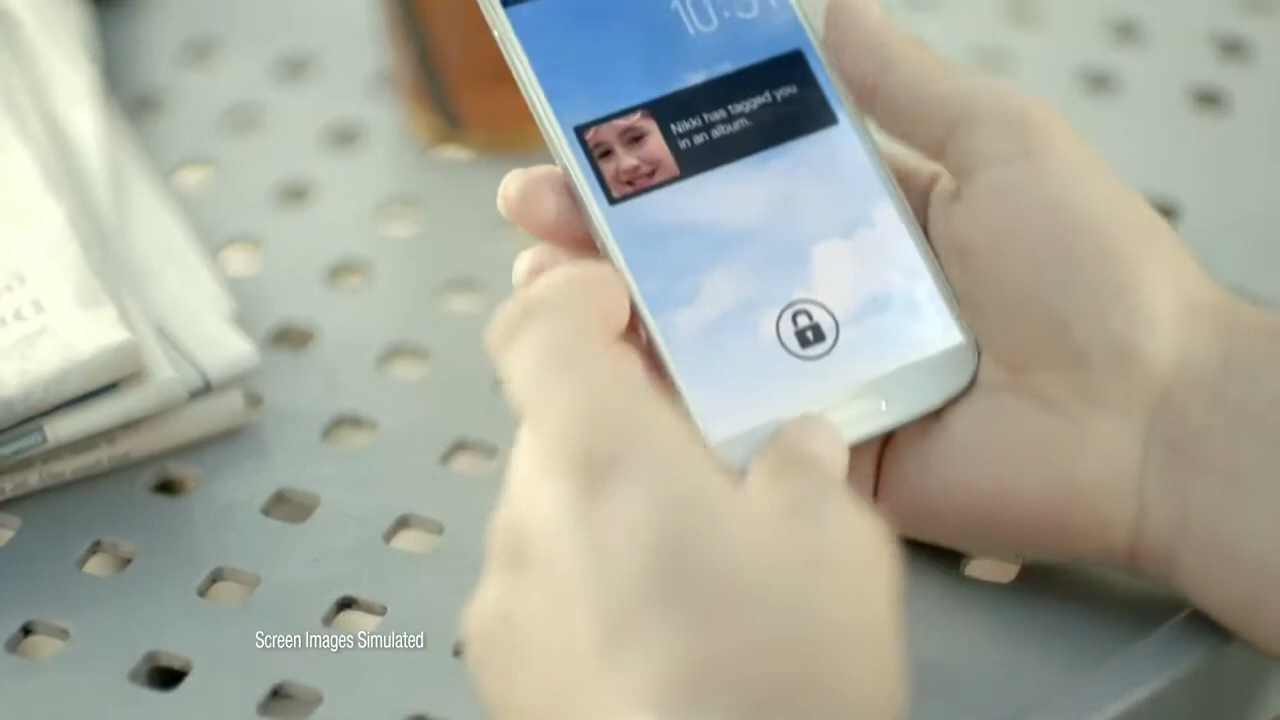 Nikki has tagged you
in an album.
Screen Images Simulated